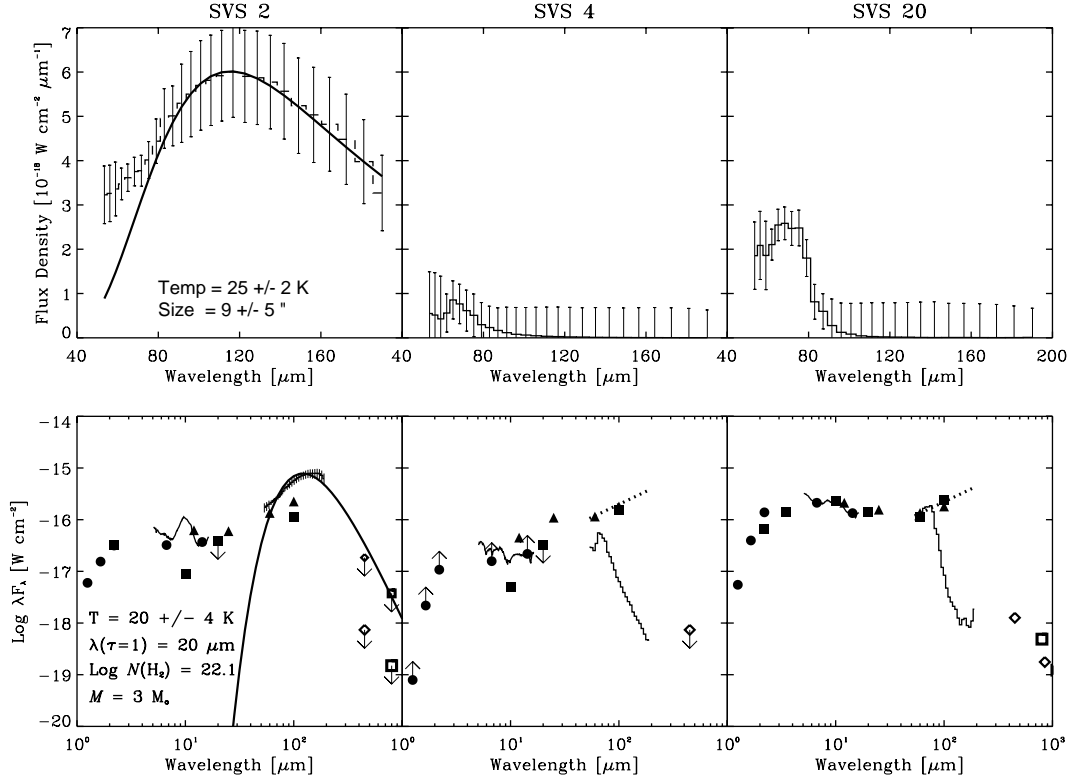 SVS 2 SVS 4 SVS 20
Flux Density [10⁻¹⁸ W cm⁻² μm⁻¹]
7
6
5
4
3
2
1
0
Temp = 25 +/- 2 K
Size = 9 +/- 5 "
40 80 120 160 40 80 120 160 40 80 120 160 200
Wavelength [μm] Wavelength [μm] Wavelength [μm]
Log λFλ [W cm⁻²]
−14
−15
−16
−17
−18
−19
−20
T = 20 +/− 4 K
λ(τ=1) = 20 μm
Log N(H₂) = 22.1
M = 3 M₀
10⁰ 10¹ 10² 10⁰ 10¹ 10² 10⁰ 10¹ 10² 10³
Wavelength [μm] Wavelength [μm] Wavelength [μm]